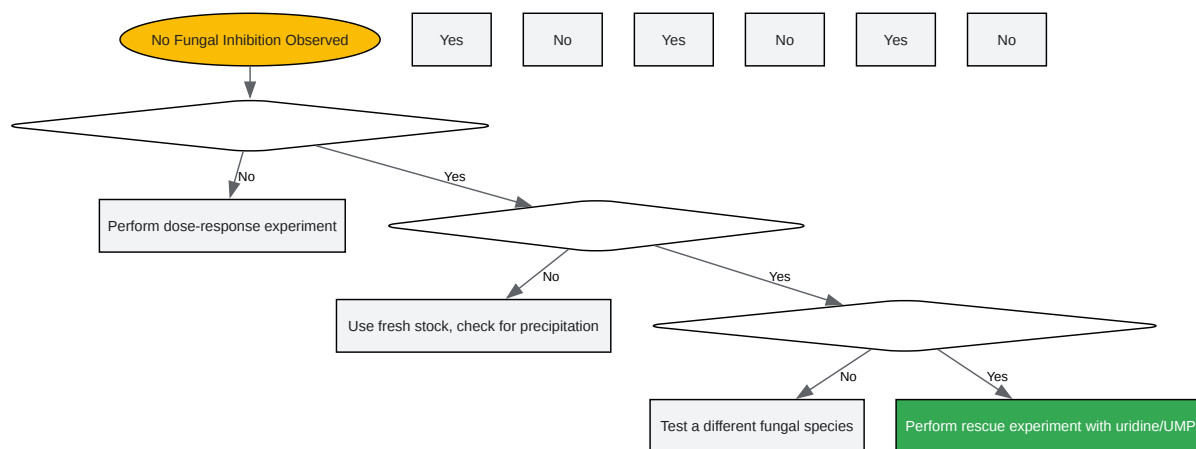 No Fungal Inhibition Observed
Yes
No
Yes
No
Yes
No
No
Yes
Perform dose-response experiment
No
Yes
Use fresh stock, check for precipitation
No
Yes
Test a different fungal species
Perform rescue experiment with uridine/UMP